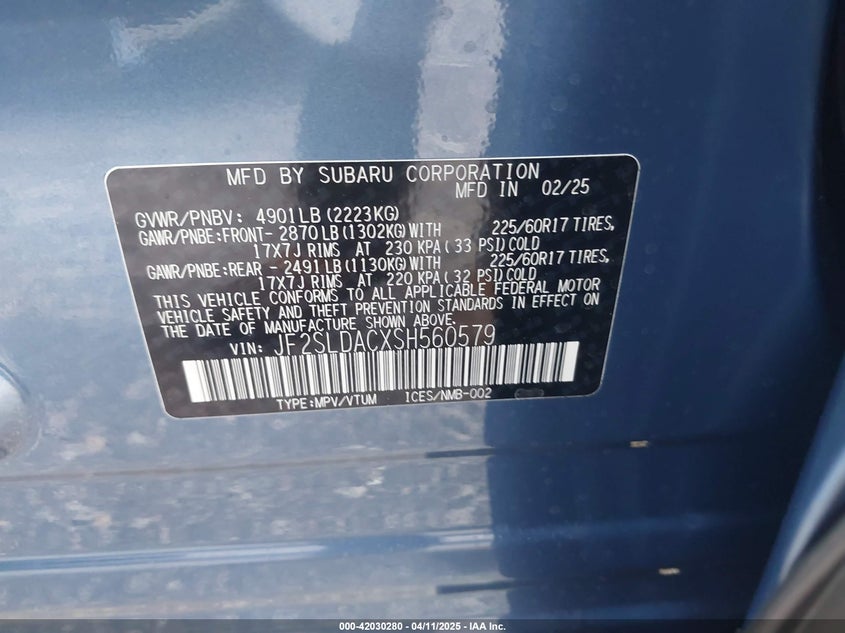 MFD BY SUBARU CORPORATION
MFD IN 02/25
GVWR/PNBV: 4901LB(2223KG)
GAWR/PNBE:FRONT- 2870LB(1302KG)WITH 225/60R17 TIRES,
17X7J RIMS AT 230 KPA(33 PSI)COLD
GAWR/PNBE:REAR - 2491LB(1130KG)WITH 225/60R17 TIRES,
17X7J RIMS AT 220 KPA(32 PSI)COLD
THIS VEHICLE CONFORMS TO ALL APPLICABLE FEDERAL MOTOR
VEHICLE SAFETY AND THEFT PREVENTION STANDARDS IN EFFECT ON
THE DATE OF MANUFACTURE SHOWN ABOVE.
VIN: JF2SLDACXSH560579
TYPE:MPV/VTUM ICES/NMB-002
000-42030280 - 04/11/2025 - IAA Inc.